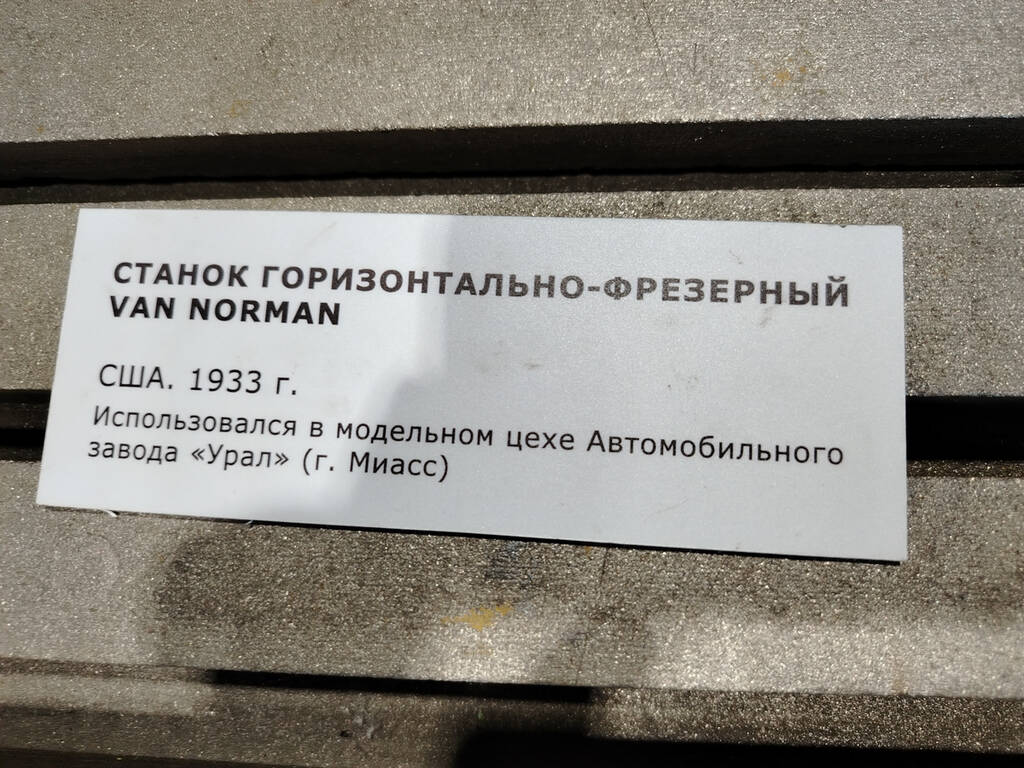 СТАНОК ГОРИЗОНТАЛЬНО-ФРЕЗЕРНЫЙ
VAN NORMAN
США. 1933 г.
Использовался в модельном цехе Автомобильного
завода «Урал» (г. Миасс)